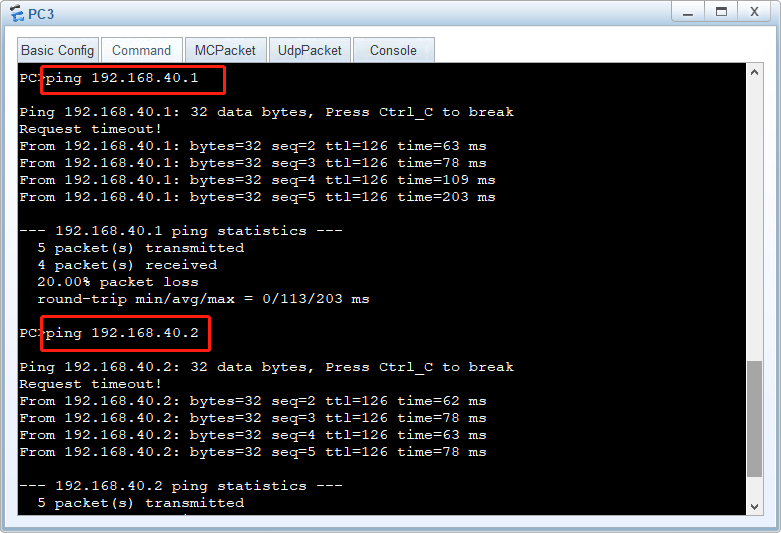 PC3
Basic Config Command MCPacket UdpPacket Console
PC>ping 192.168.40.1
Ping 192.168.40.1: 32 data bytes, Press Ctrl_C to break
Request timeout!
From 192.168.40.1: bytes=32 seq=2 ttl=126 time=63 ms
From 192.168.40.1: bytes=32 seq=3 ttl=126 time=78 ms
From 192.168.40.1: bytes=32 seq=4 ttl=126 time=109 ms
From 192.168.40.1: bytes=32 seq=5 ttl=126 time=203 ms
--- 192.168.40.1 ping statistics ---
5 packet(s) transmitted
4 packet(s) received
20.00% packet loss
round-trip min/avg/max = 0/113/203 ms
PC>ping 192.168.40.2
Ping 192.168.40.2: 32 data bytes, Press Ctrl_C to break
Request timeout!
From 192.168.40.2: bytes=32 seq=2 ttl=126 time=62 ms
From 192.168.40.2: bytes=32 seq=3 ttl=126 time=78 ms
From 192.168.40.2: bytes=32 seq=4 ttl=126 time=63 ms
From 192.168.40.2: bytes=32 seq=5 ttl=126 time=78 ms
--- 192.168.40.2 ping statistics ---
5 packet(s) transmitted